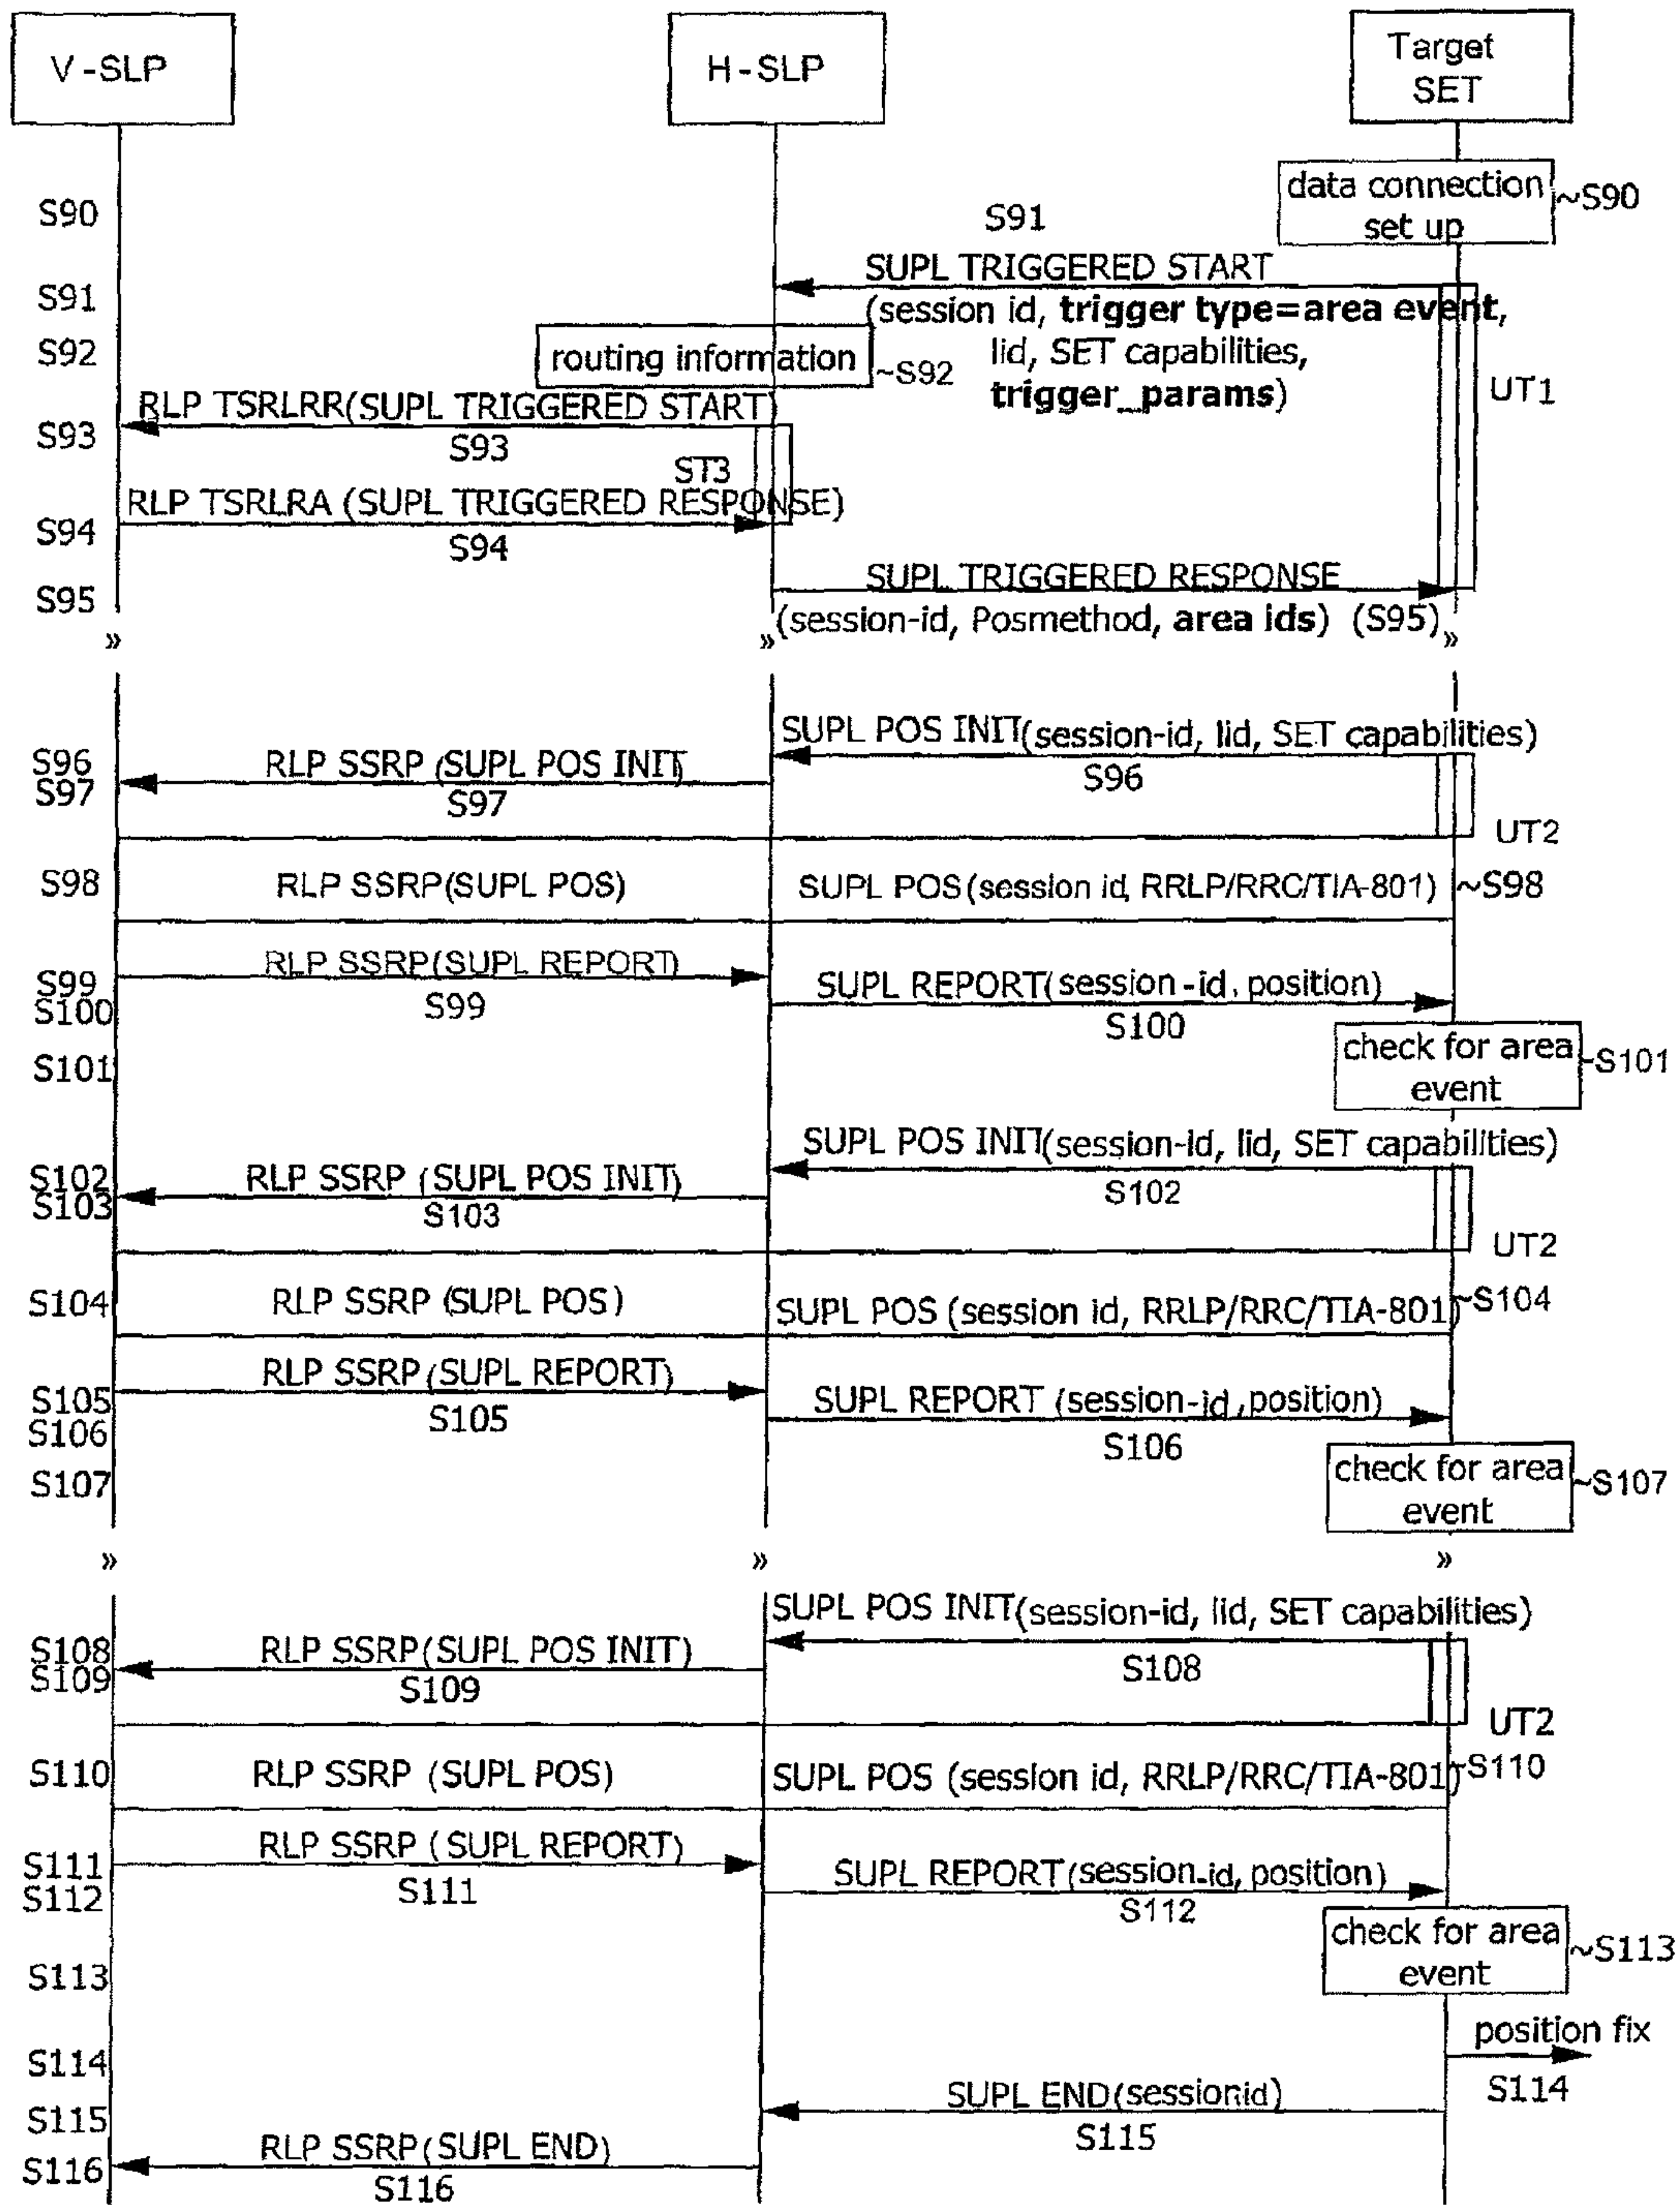 V-SLP
H-SLP
Target
SET
data connection
set up
~S90
S90
S91
SUPL TRIGGERED START
S91
(session id, trigger type=area event,
lid, SET capabilities,
trigger_params)
S92
routing information
~S92
UT1
RLP TSRLRR(SUPL TRIGGERED START)
S93
S93
ST3
RLP TSRLRA (SUPL TRIGGERED RESPONSE)
S94
S94
SUPL TRIGGERED RESPONSE
S95
(session-id, Posmethod, area ids) (S95)
»
»
»
SUPL POS INIT(session-id, lid, SET capabilities)
S96
RLP SSRP (SUPL POS INIT)
S96
S97
S97
UT2
S98
RLP SSRP(SUPL POS)
SUPL POS(session id, RRLP/RRC/TIA-801)
~S98
RLP SSRP(SUPL REPORT)
S99
SUPL REPORT(session-id, position)
S100
S99
S100
S101
check for area
event
~S101
SUPL POS INIT(session-id, lid, SET capabilities)
S102
RLP SSRP (SUPL POS INIT)
S102
S103
S103
UT2
S104
RLP SSRP (SUPL POS)
SUPL POS (session id, RRLP/RRC/TIA-801)
~S104
RLP SSRP(SUPL REPORT)
S105
SUPL REPORT (session-id,position)
S106
S105
S106
S107
check for area
event
~S107
»
»
»
SUPL POS INIT(session-id, lid, SET capabilities)
S108
RLP SSRP(SUPL POS INIT)
S108
S109
S109
UT2
S110
RLP SSRP (SUPL POS)
SUPL POS (session id, RRLP/RRC/TIA-801)
~S110
RLP SSRP (SUPL REPORT)
S111
SUPL REPORT(session-id, position)
S112
S111
S112
check for area
event
~S113
S113
position fix
S114
S114
SUPL END(sessionid)
S115
S115
RLP SSRP(SUPL END)
S116
S116